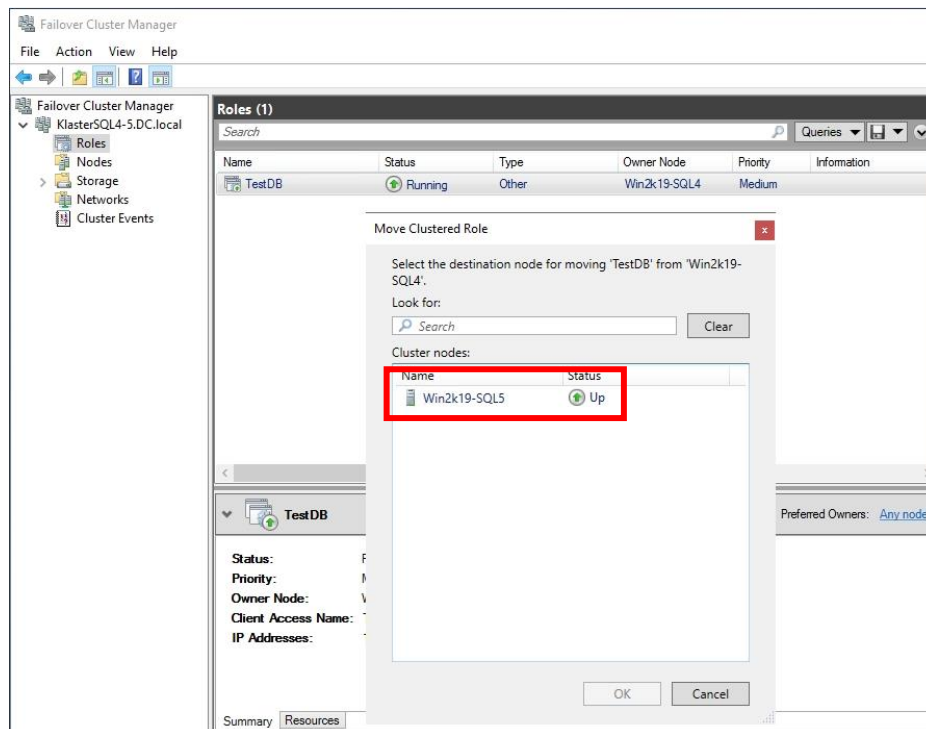 Failover Cluster Manager
File Action View Help
Failover Cluster Manager
KlasterSQL4-5.DC.local
Roles
Nodes
Storage
Networks
Cluster Events
Roles (1)
Search
Queries
Name Status Type Owner Node Priority Information
TestDB Running Other Win2k19-SQL4 Medium
Move Clustered Role
x
Select the destination node for moving 'TestDB' from 'Win2k19-
SQL4'.
Look for:
Search Clear
Cluster nodes:
Name Status
Win2k19-SQL5 Up
OK Cancel
TestDB
Preferred Owners: Any node
Status:
Priority:
Owner Node:
Client Access Name:
IP Addresses:
Summary Resources